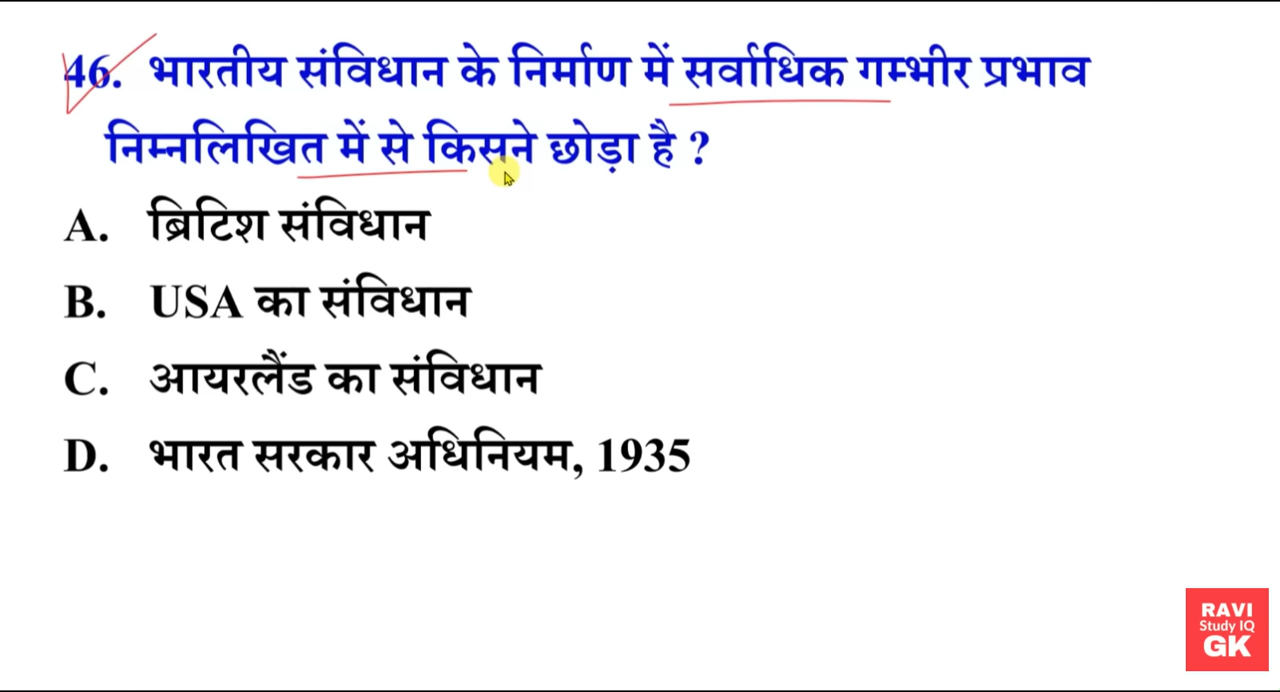 46. भारतीय संविधान के निर्माण में सर्वाधिक गम्भीर प्रभाव
निम्नलिखित में से किसने छोड़ा है ?
A. ब्रिटिश संविधान
B. USA का संविधान
C. आयरलैंड का संविधान
D. भारत सरकार अधिनियम, 1935
RAVI
Study IQ
GK